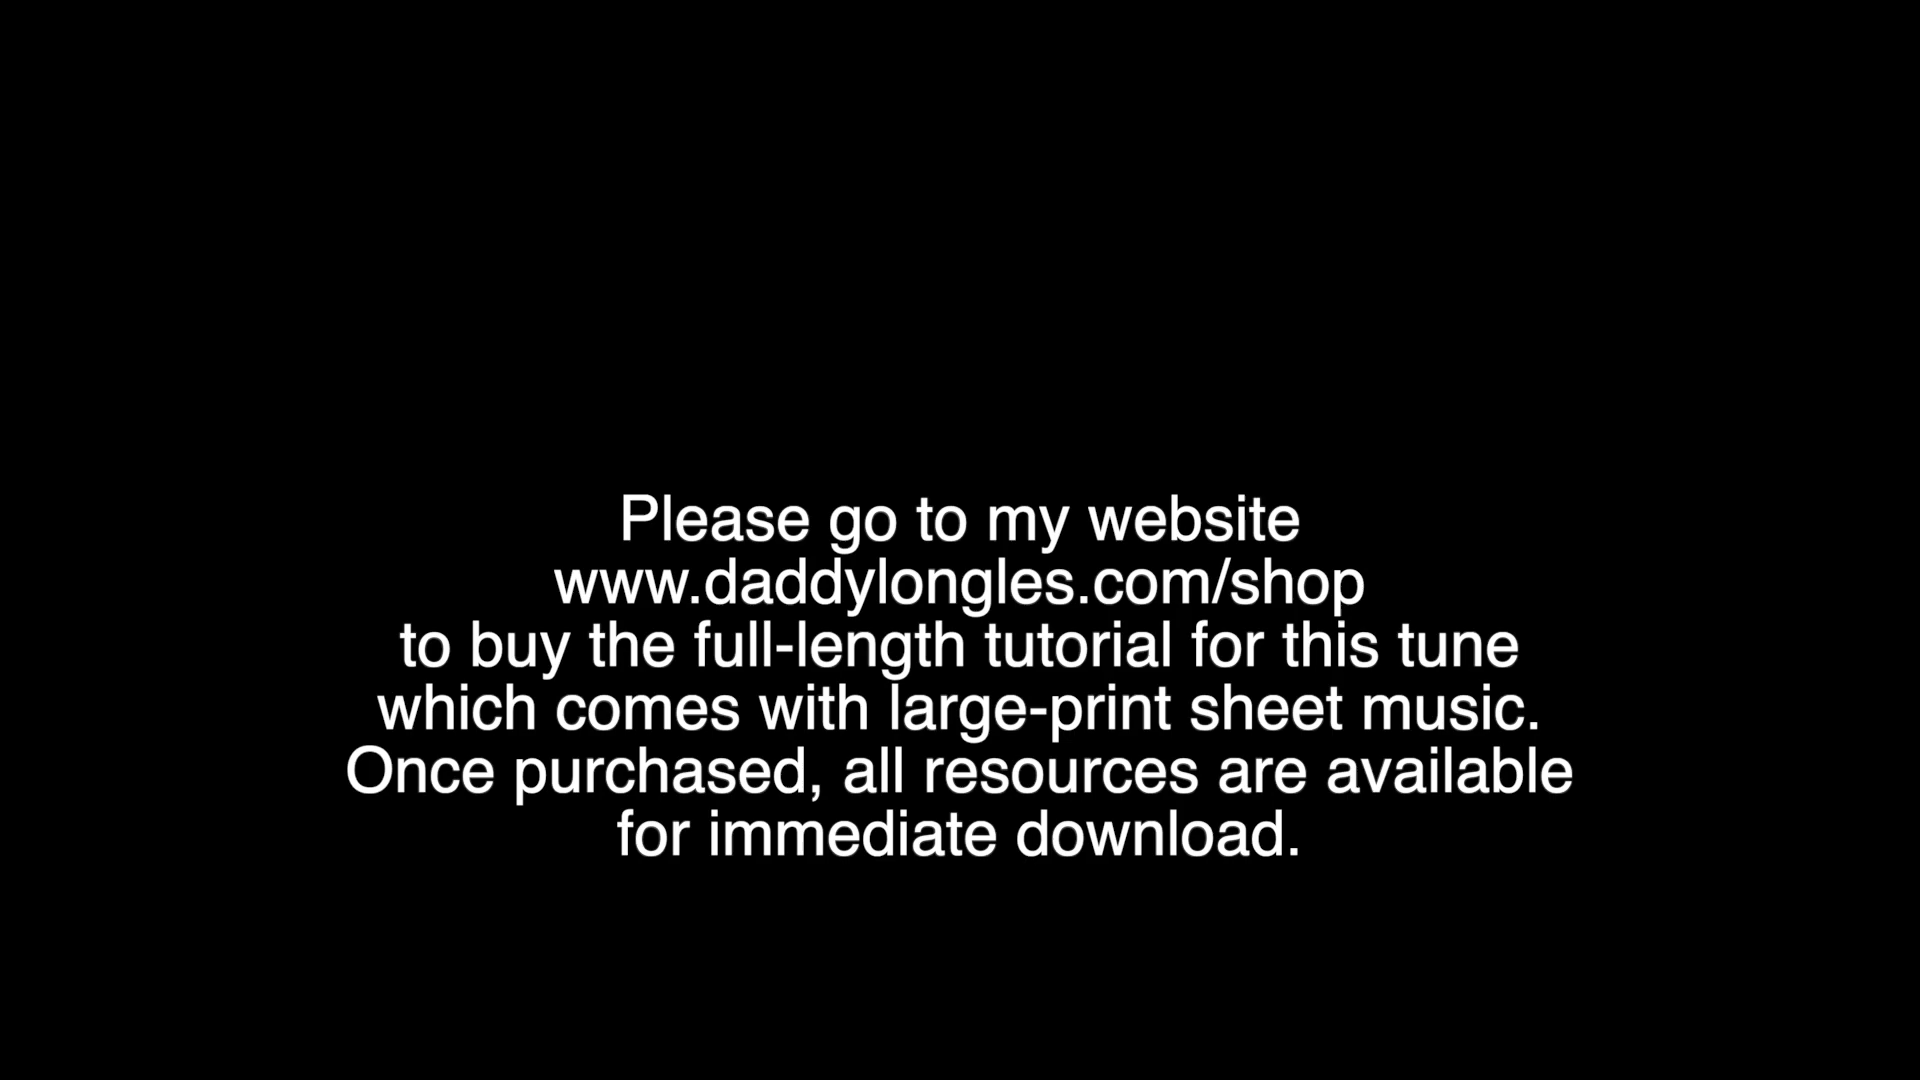 Please go to my website
www.daddylongles.com/shop
to buy the full-length tutorial for this tune
which comes with large-print sheet music.
Once purchased, all resources are available
for immediate download.